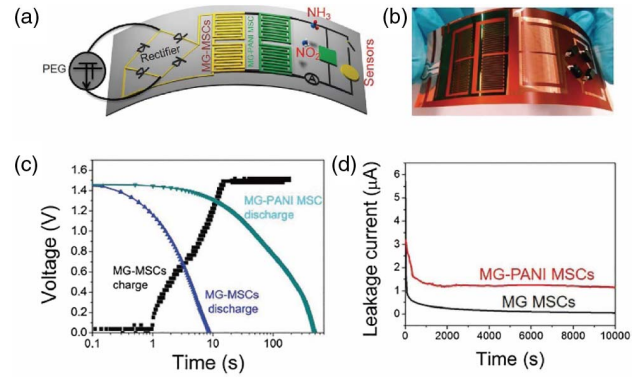 (a)
PEG
Rectifier
MG-MSCs
MG-PANI MSC
NH3
NO2
A
Sensors
(b)
(c)
Voltage (V)
1.6
1.4
1.2
1.0
0.8
0.6
0.4
0.2
0.0
MG-PANI MSC
discharge
MG-MSCs
charge
MG-MSCs
discharge
0.1 1 10 100
Time (s)
(d)
Leakage current (μA)
6
5
4
3
2
1
0
MG-PANI MSCs
MG MSCs
0 2000 4000 6000 8000 10000
Time (s)